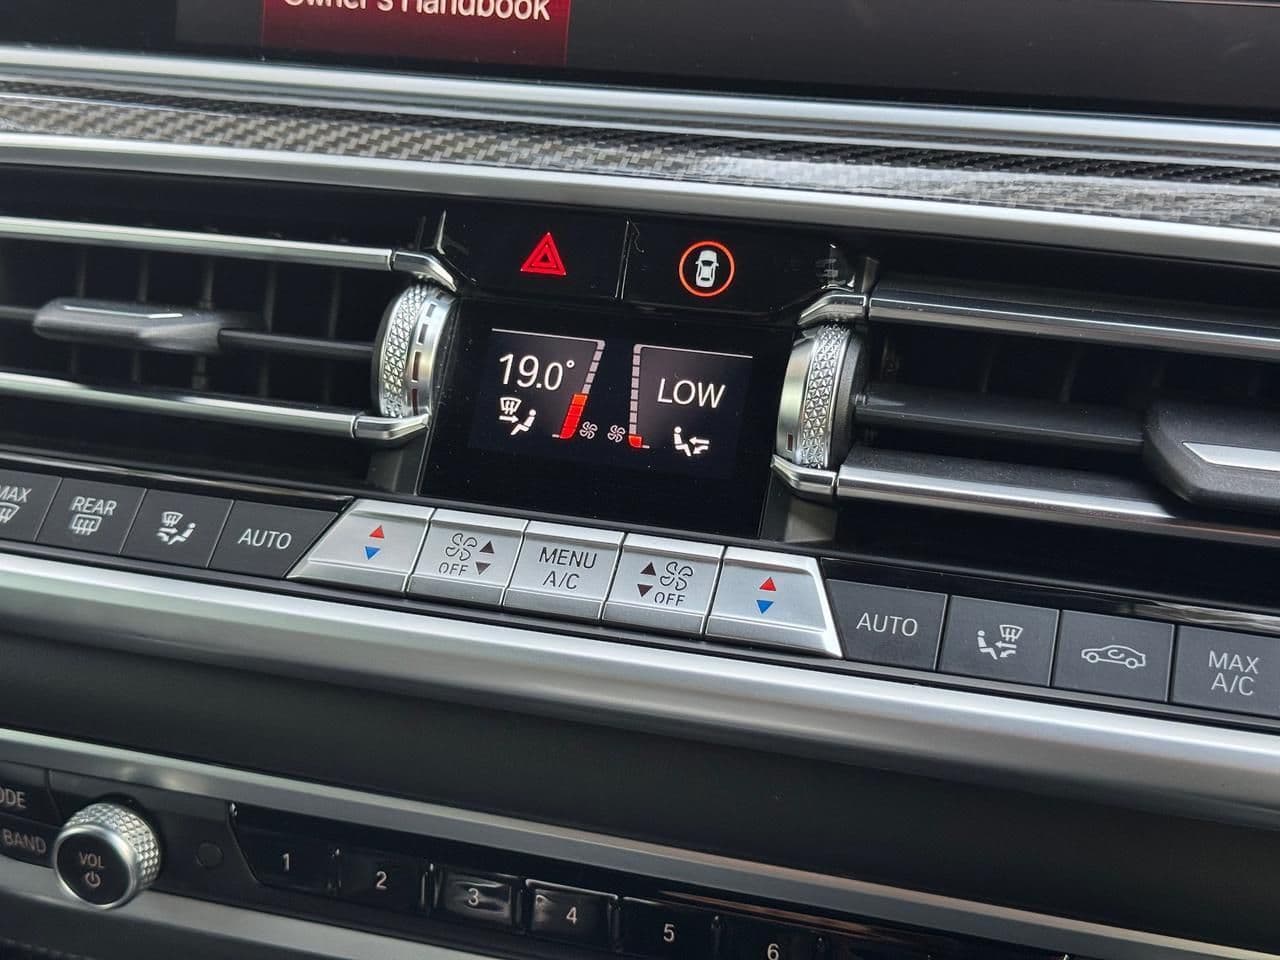 Owner's Handbook
19.0°
LOW
MAX
REAR
AUTO
OFF
MENU
A/C
OFF
AUTO
MAX
A/C
BAND
VOL
1
2
3
4
5
6